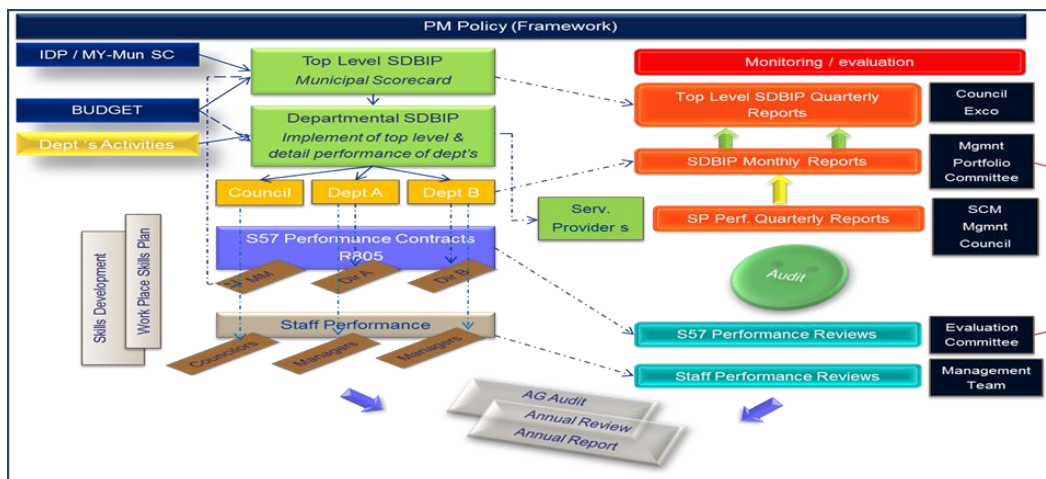 PM Policy (Framework)
IDP / MY-Mun SC
BUDGET
Dept 's Activities
Top Level SDBIP
Municipal Scorecard
Departmental SDBIP
Implement of top level &
detail performance of dept's
Council
Dept A
Dept B
Serv.
Provider s
S57 Performance Contracts
R805
MM
Dir A
Dir B
Staff Performance
Councilors
Managers
Managers
Skills Development
Work Place Skills Plan
Monitoring / evaluation
Top Level SDBIP Quarterly
Reports
Council
Exco
SDBIP Monthly Reports
Mgmnt
Portfolio
Committee
SP Perf. Quarterly Reports
SCM
Mgmnt
Council
Audit
S57 Performance Reviews
Evaluation
Committee
Staff Performance Reviews
Management
Team
AG Audit
Annual Review
Annual Report